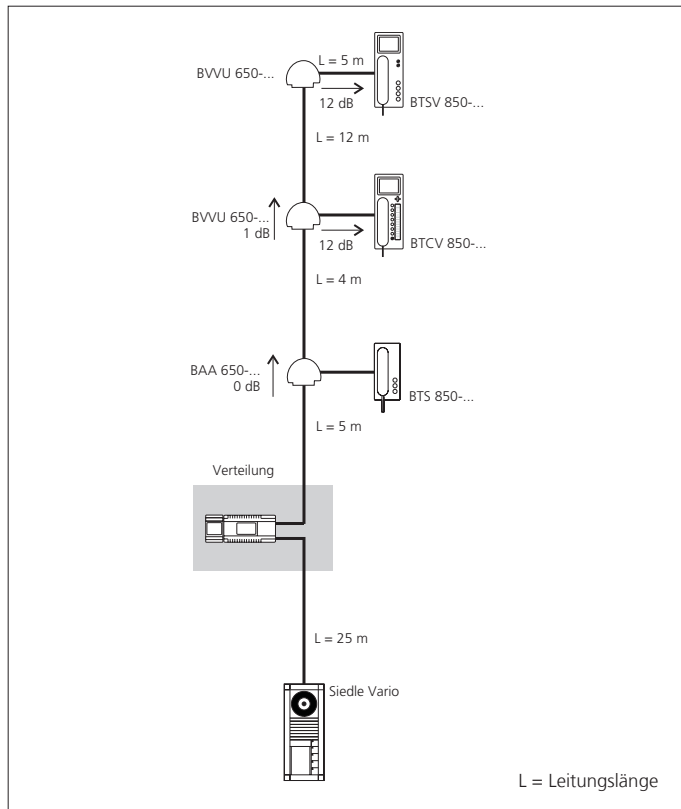 L = 5 m
BVVU 650-...
12 dB
BTSV 850-...
L = 12 m
BVVU 650-...
1 dB
12 dB
BTCV 850-...
L = 4 m
BAA 650-...
0 dB
BTS 850-...
L = 5 m
Verteilung
L = 25 m
Siedle Vario
L = Leitungslänge